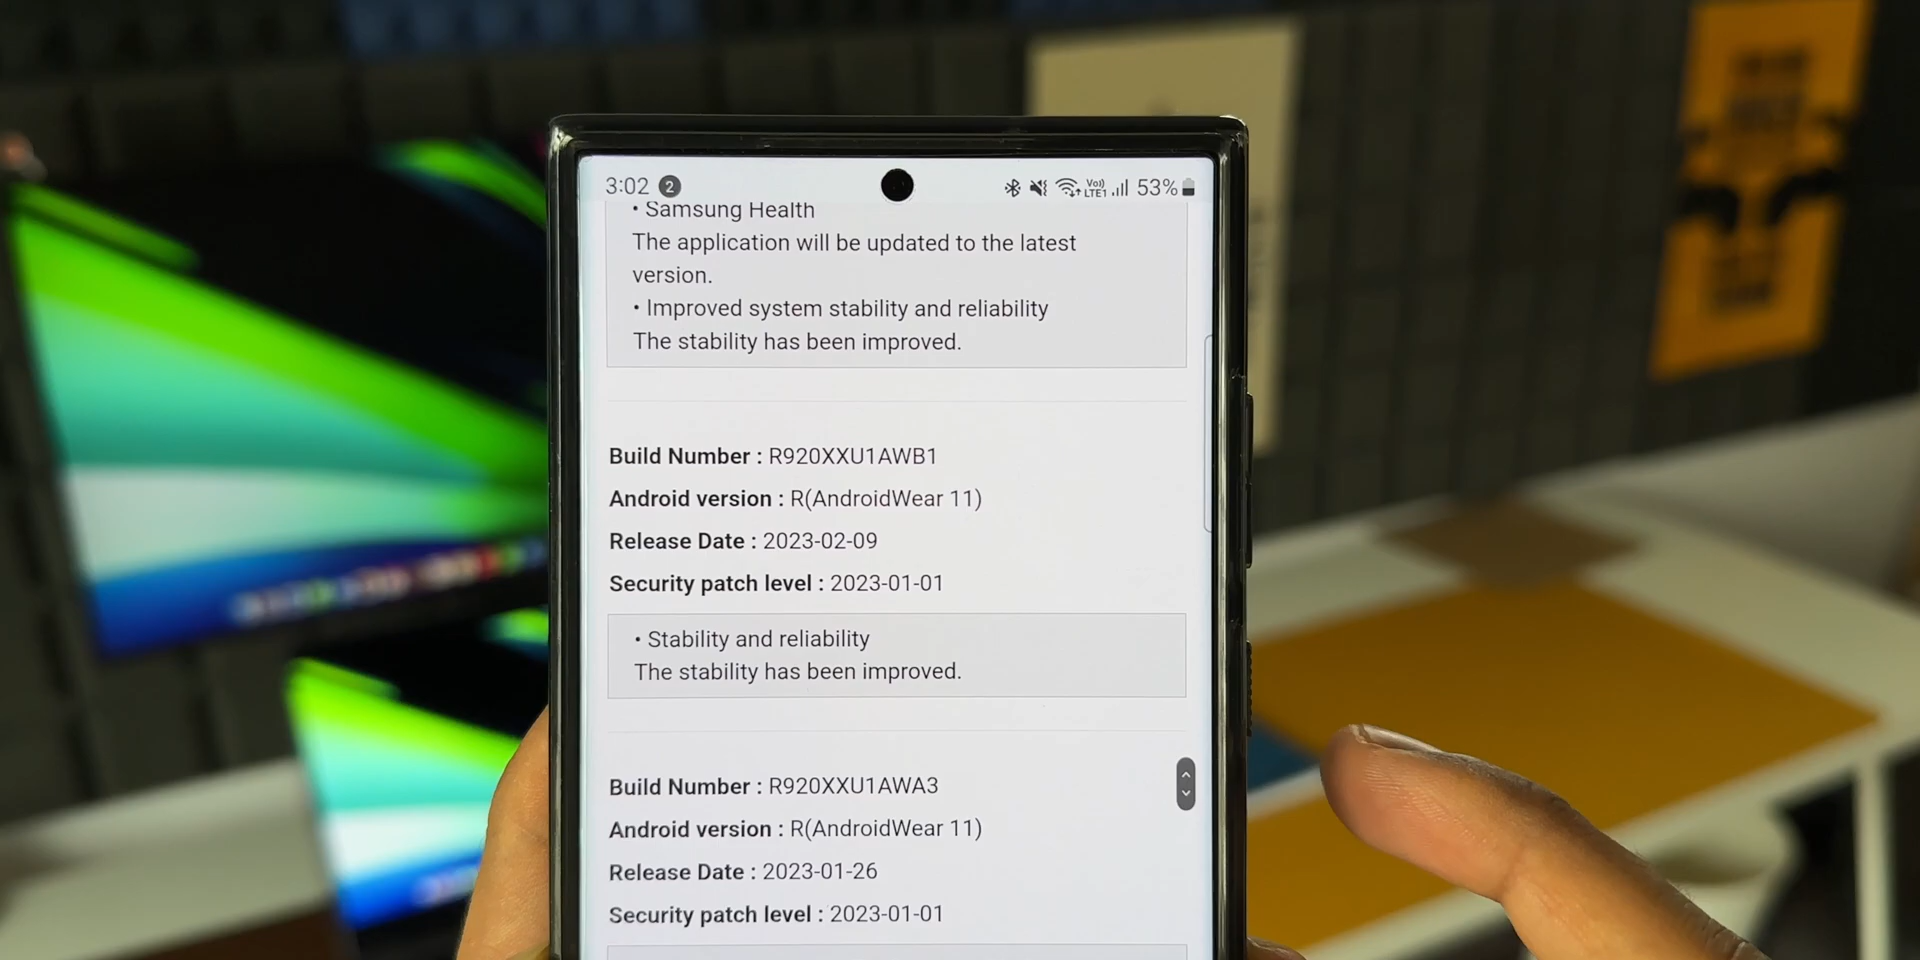 3:02 2 Vo) LTE1 53%
• Samsung Health
The application will be updated to the latest
version.
• Improved system stability and reliability
The stability has been improved.
Build Number : R920XXU1AWB1
Android version : R(AndroidWear 11)
Release Date : 2023-02-09
Security patch level : 2023-01-01
• Stability and reliability
The stability has been improved.
Build Number : R920XXU1AWA3
Android version : R(AndroidWear 11)
Release Date : 2023-01-26
Security patch level : 2023-01-01